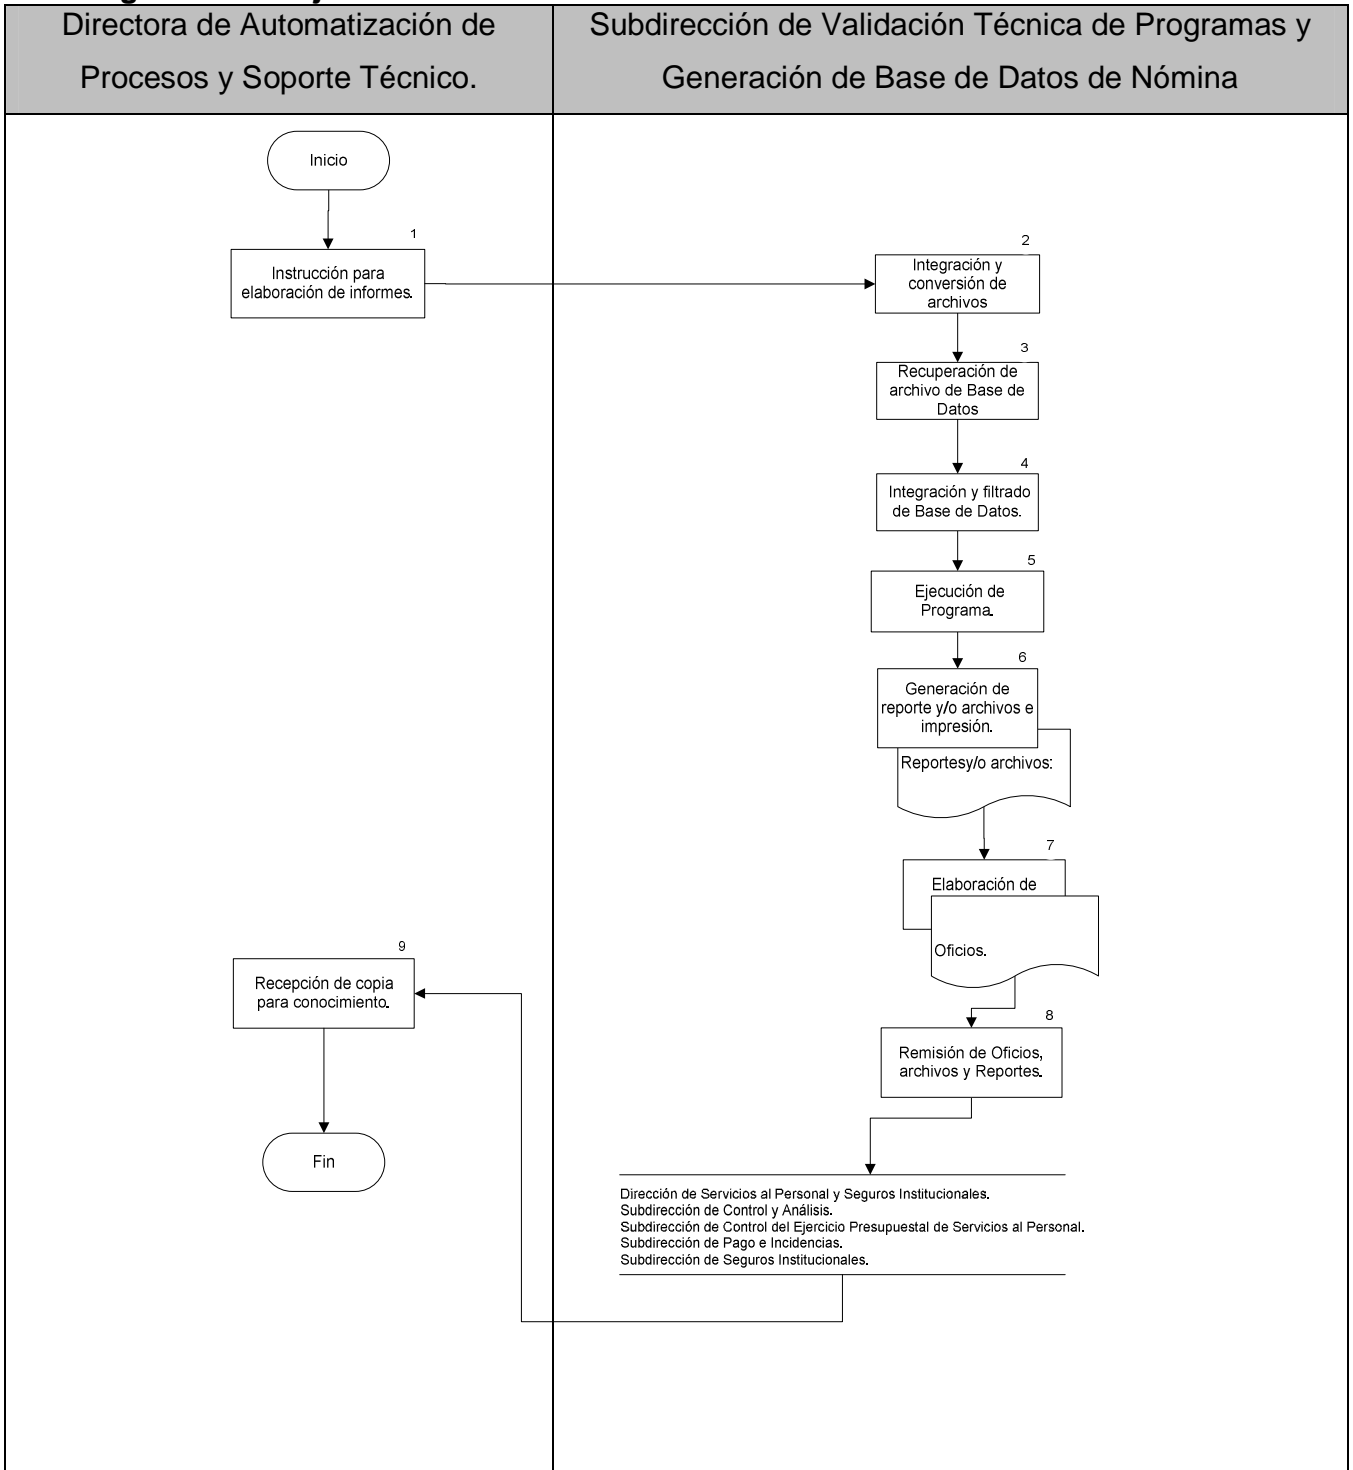 Directora de Automatización de
Procesos y Soporte Técnico.
Subdirección de Validación Técnica de Programas y
Generación de Base de Datos de Nómina
Inicio
1
Instrucción para
elaboración de informes.
2
Integración y
conversión de
archivos
3
Recuperación de
archivo de Base de
Datos
4
Integración y filtrado
de Base de Datos.
5
Ejecución de
Programa.
6
Generación de
reporte y/o archivos e
impresión.
Reportesy/o archivos:
7
Elaboración de
Oficios.
8
Remisión de Oficios,
archivos y Reportes.
Dirección de Servicios al Personal y Seguros Institucionales.
Subdirección de Control y Análisis.
Subdirección de Control del Ejercicio Presupuestal de Servicios al Personal.
Subdirección de Pago e Incidencias.
Subdirección de Seguros Institucionales.
9
Recepción de copia
para conocimiento.
Fin